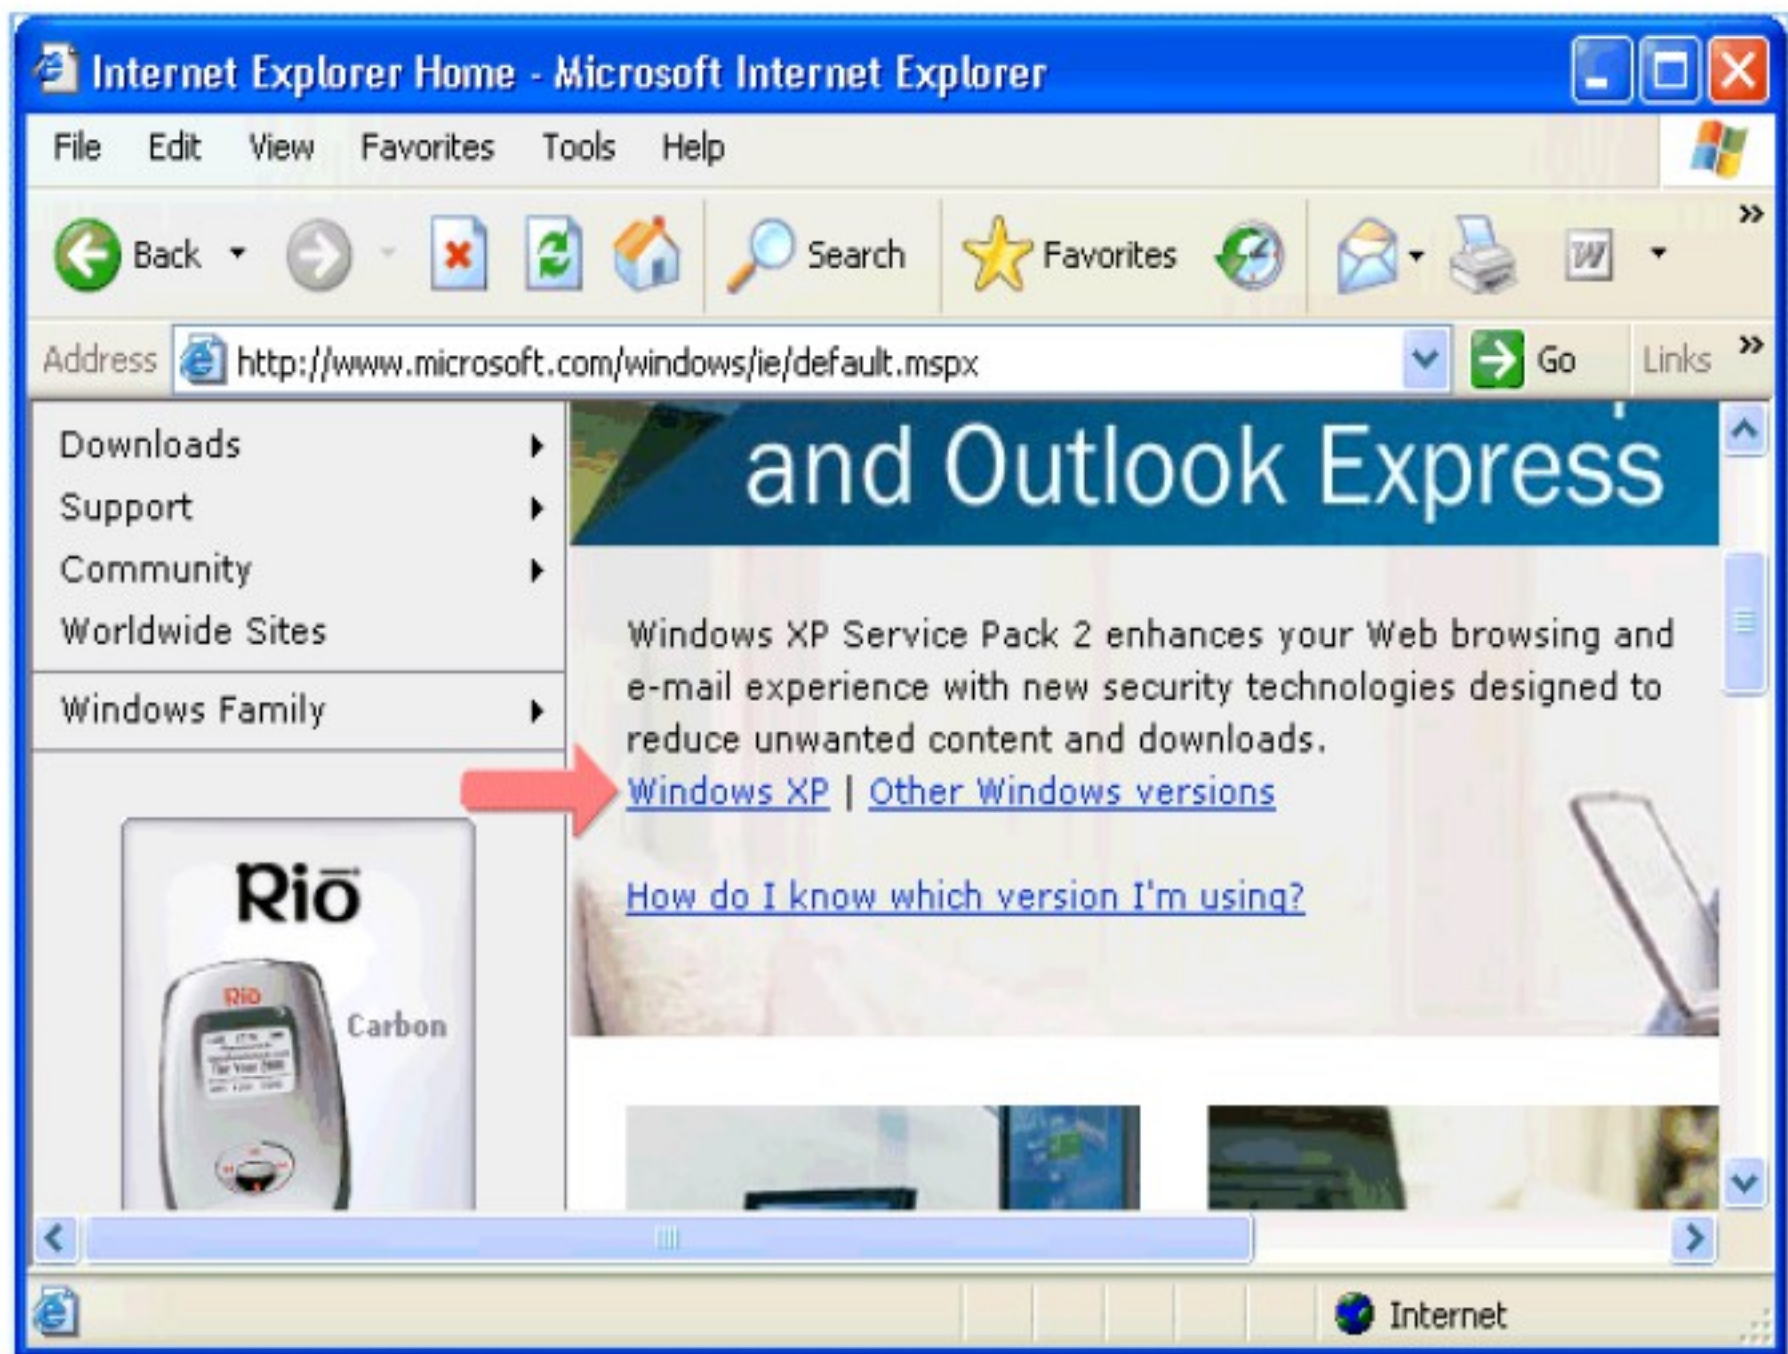 Internet Explorer Home - Microsoft Internet Explorer
File Edit View Favorites Tools Help
Back Search Favorites W »
Address http://www.microsoft.com/windows/ie/default.mspx Go Links »
Downloads
Support
Community
Worldwide Sites
Windows Family
Rio
Rio
Carbon
and Outlook Express
Windows XP Service Pack 2 enhances your Web browsing and
e-mail experience with new security technologies designed to
reduce unwanted content and downloads.
Windows XP | Other Windows versions
How do I know which version I'm using?
Internet